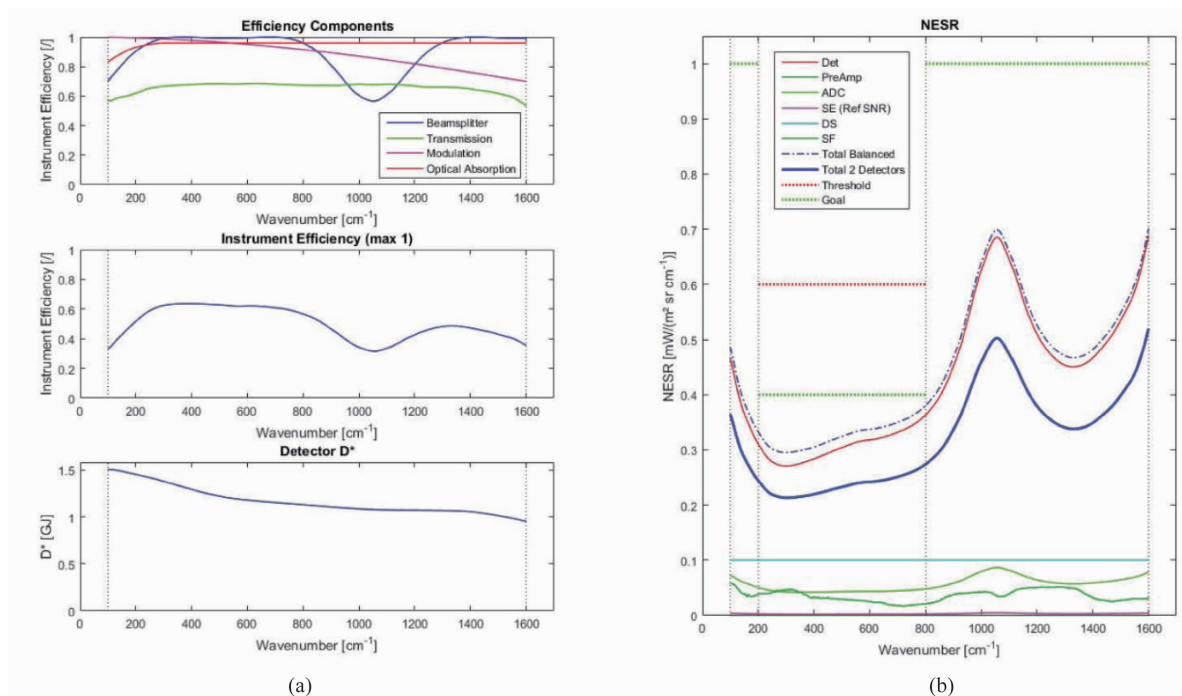 Efficiency Components
Instrument Efficiency [/]
1
0.8
0.6
0.4
0.2
0
Beamsplitter
Transmission
Modulation
Optical Absorption
0 200 400 600 800 1000 1200 1400 1600
Wavenumber [cm⁻¹]
Instrument Efficiency (max 1)
Instrument Efficiency [/]
1
0.8
0.6
0.4
0.2
0
0 200 400 600 800 1000 1200 1400 1600
Detector D*
D* [GJ]
1.5
1
0.5
0
0 200 400 600 800 1000 1200 1400 1600
Wavenumber [cm⁻¹]
(a)
NESR
NESR [mW/(m² sr cm⁻¹)]
1
0.9
0.8
0.7
0.6
0.5
0.4
0.3
0.2
0.1
0
Det
PreAmp
ADC
SE (Ref SNR)
DS
SF
Total Balanced
Total 2 Detectors
Threshold
Goal
0 200 400 600 800 1000 1200 1400 1600
Wavenumber [cm⁻¹]
(b)